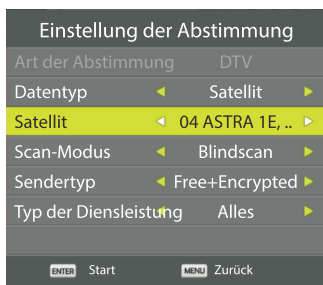 Einstellung der Abstimmung
Art der Abstimmung DTV
Datentyp Satellit
Satellit 04 ASTRA 1E, ..
Scan-Modus Blindscan
Sendertyp Free+Encrypted
Typ der Diensleistung Alles
ENTER Start MENU Zurück